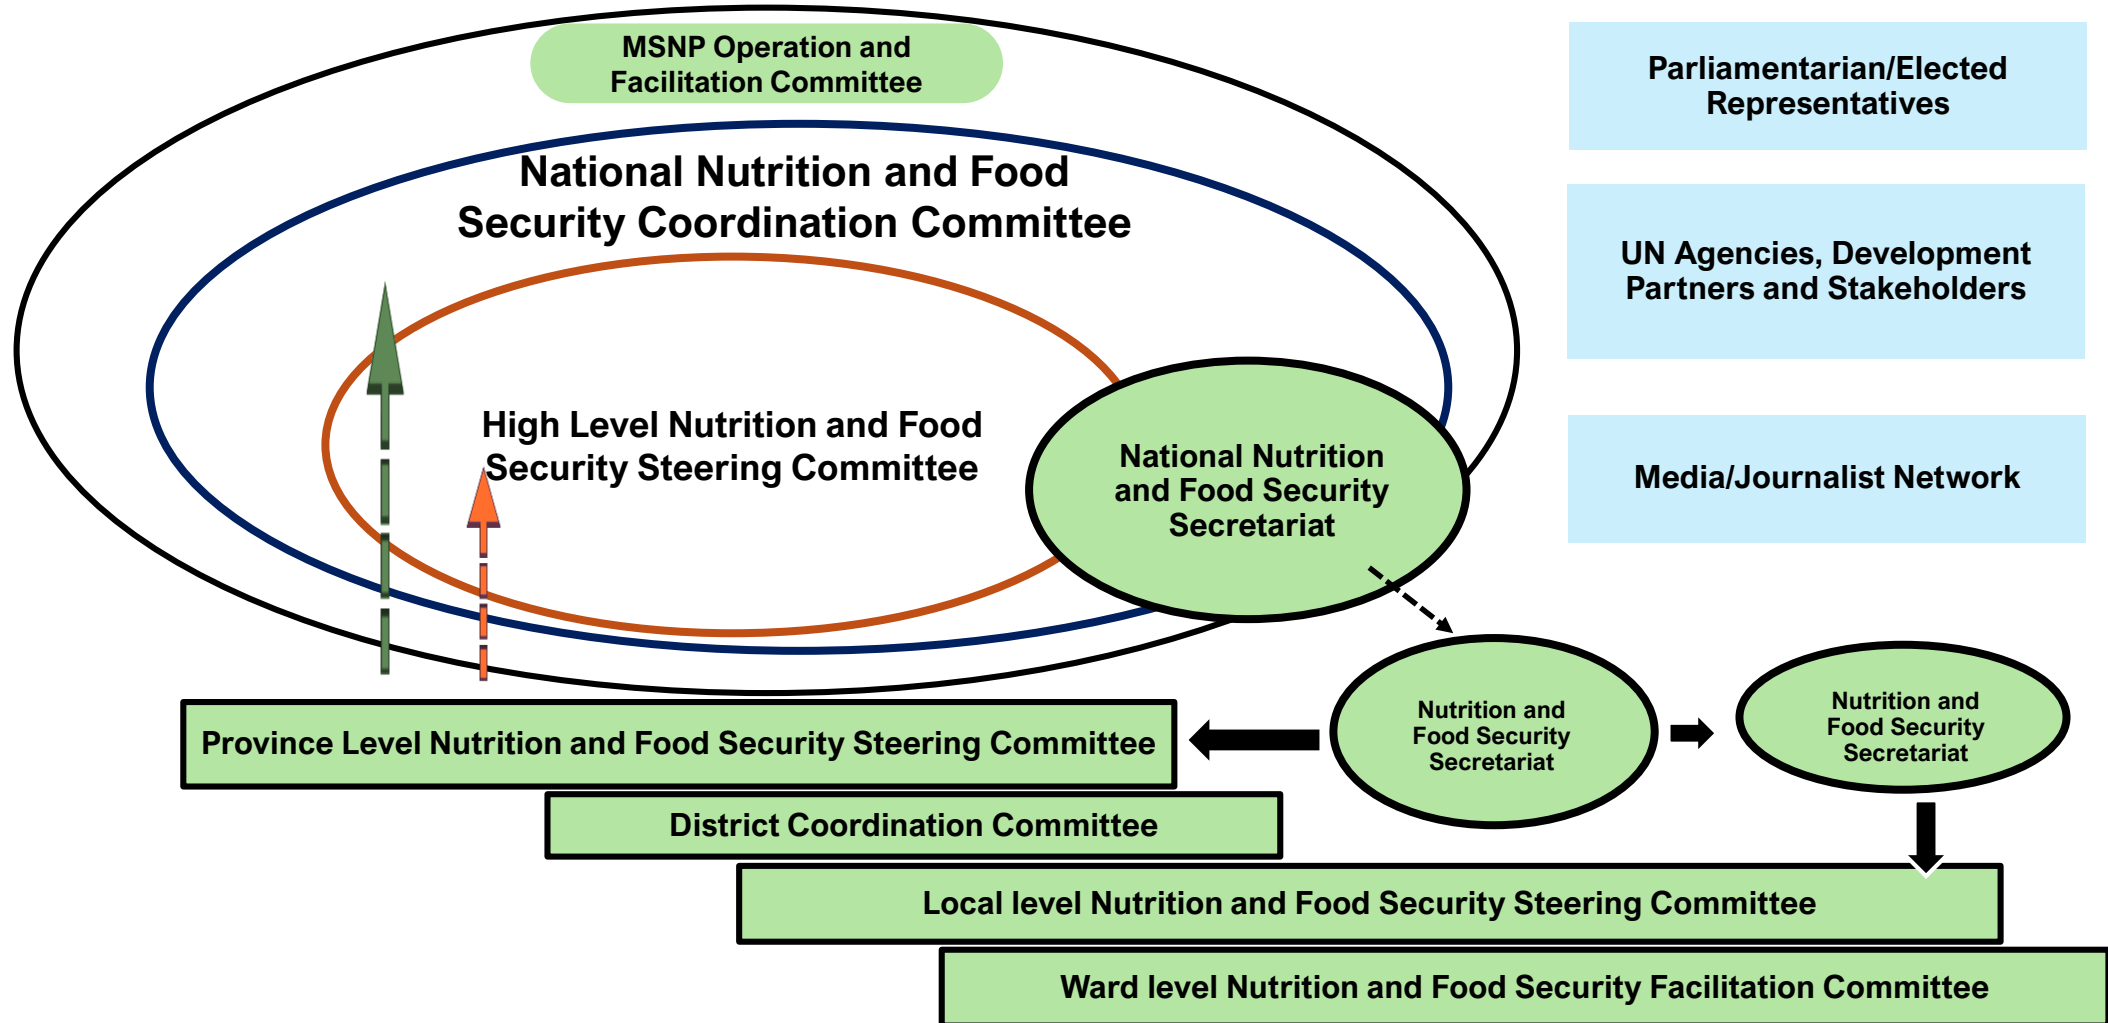 MSNP Operation and
Facilitation Committee
National Nutrition and Food
Security Coordination Committee
High Level Nutrition and Food
Security Steering Committee
National Nutrition
and Food Security
Secretariat
Parliamentarian/Elected
Representatives
UN Agencies, Development
Partners and Stakeholders
Media/Journalist Network
Nutrition and
Food Security
Secretariat
Nutrition and
Food Security
Secretariat
Province Level Nutrition and Food Security Steering Committee
District Coordination Committee
Local level Nutrition and Food Security Steering Committee
Ward level Nutrition and Food Security Facilitation Committee